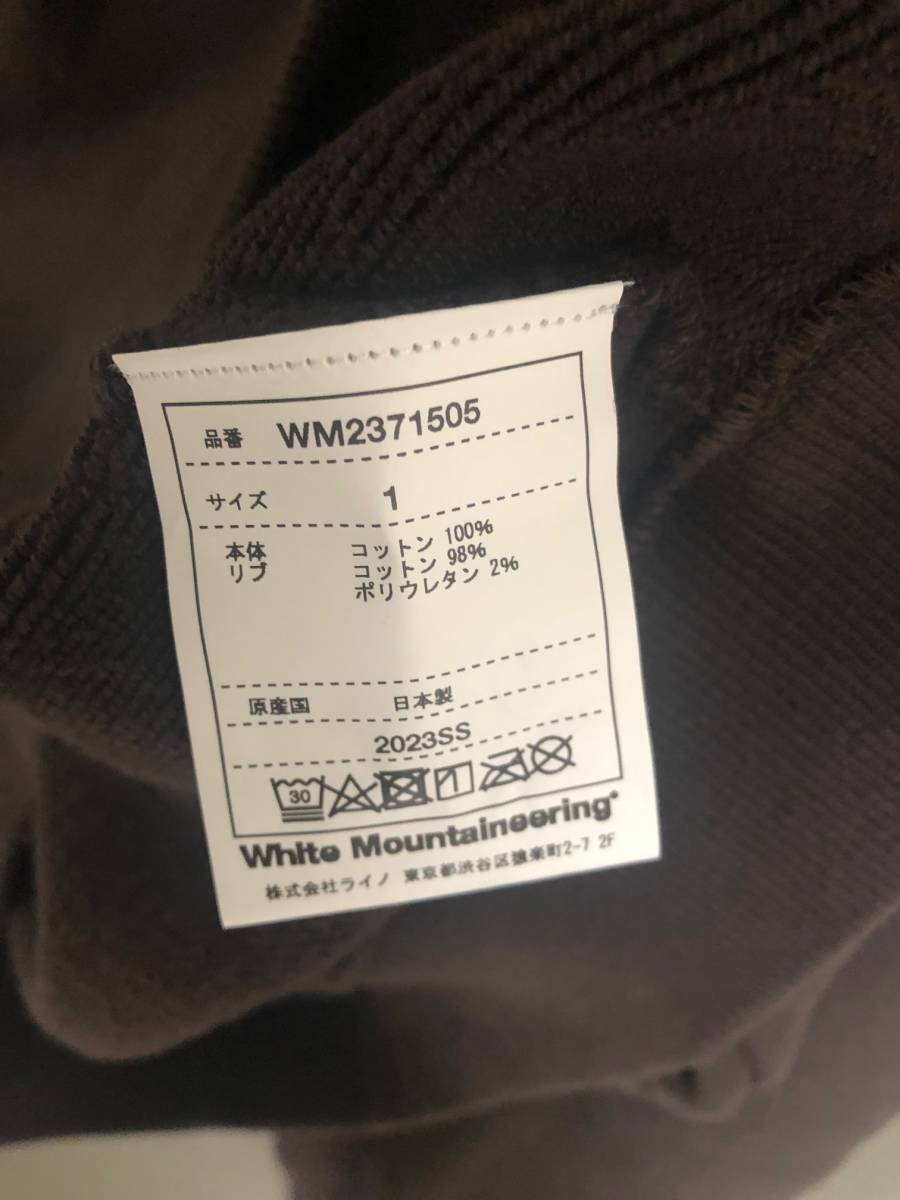 品番 WM2371505
サイズ 1
本体 コットン 100%
リブ コットン 98%
ポリウレタン 2%
原産国 日本製
2023SS
30
White Mountaineering
株式会社ライノ 東京都渋谷区猿楽町2-7 2F